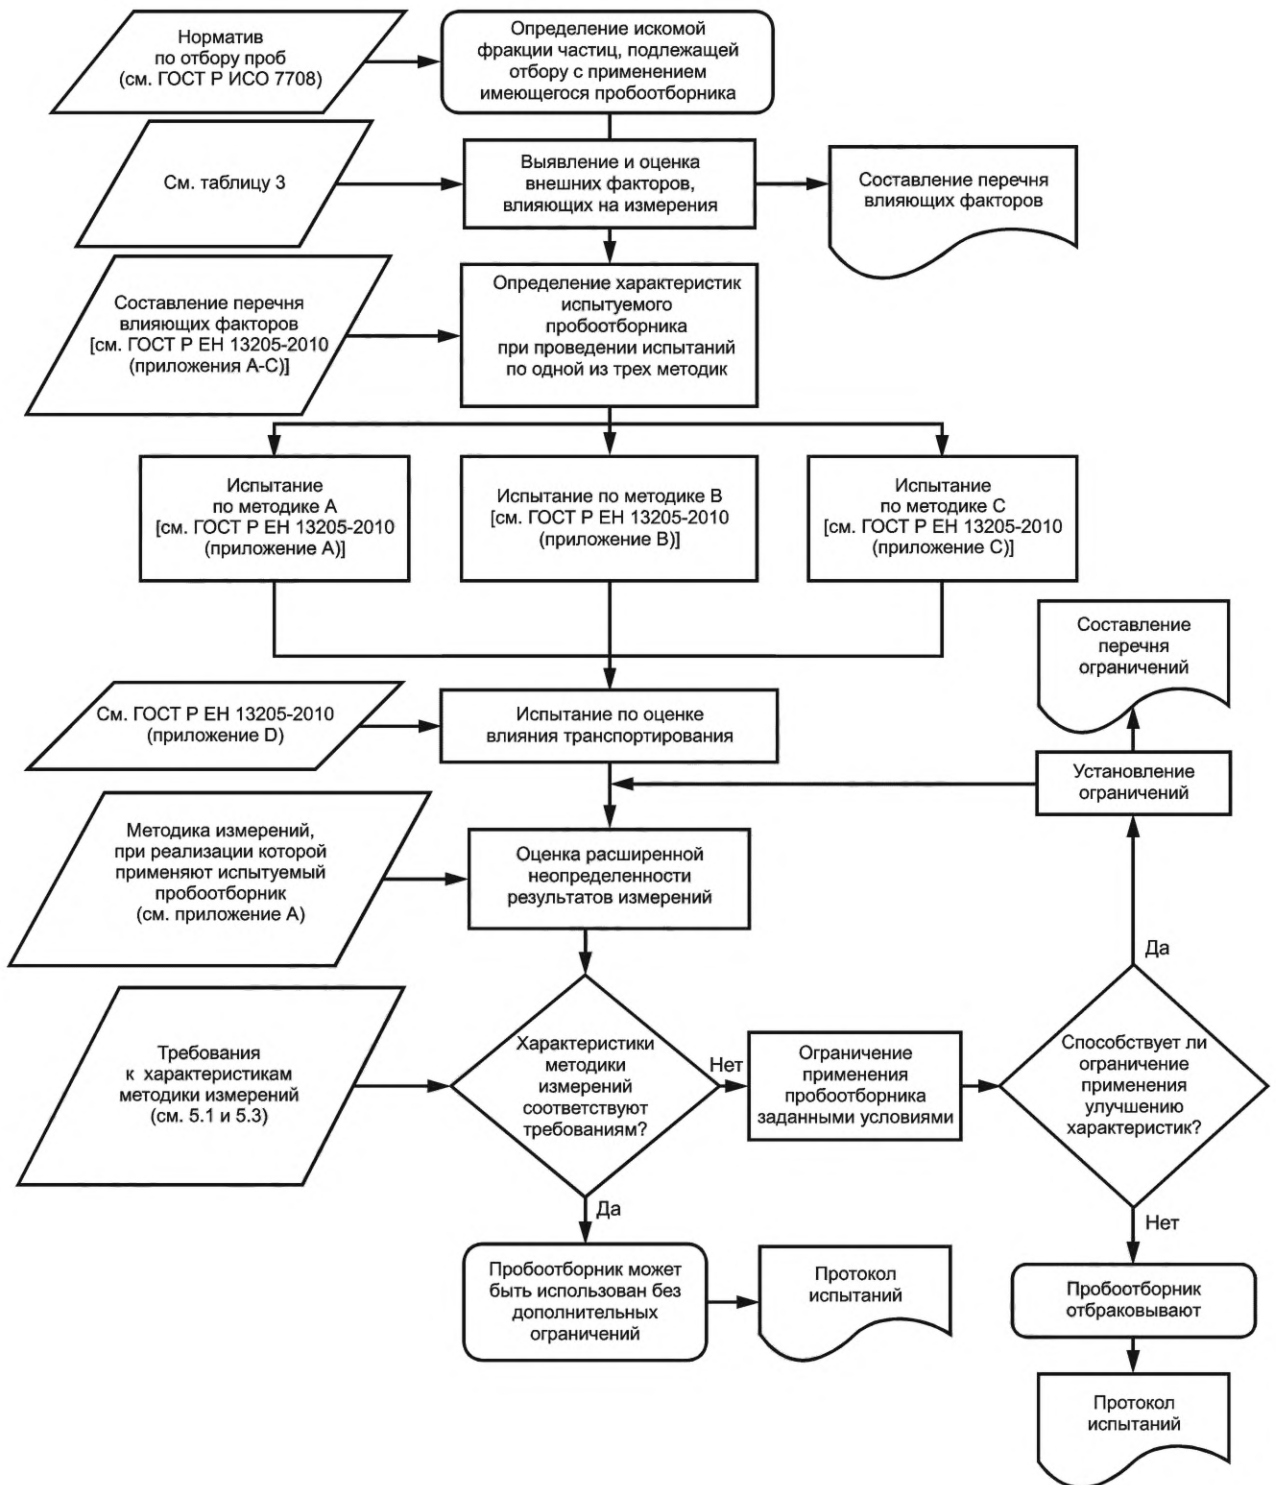 Норматив
по отбору проб
(см. ГОСТ Р ИСО 7708)
Определение искомой
фракции частиц, подлежащей
отбору с применением
имеющегося пробоотборника
См. таблицу 3
Выявление и оценка
внешних факторов,
влияющих на измерения
Составление перечня
влияющих факторов
Составление перечня
влияющих факторов
[см. ГОСТ Р ЕН 13205-2010
(приложения А-С)]
Определение характеристик
испытуемого
пробоотборника
при проведении испытаний
по одной из трех методик
Испытание
по методике А
[см. ГОСТ Р ЕН 13205-2010
(приложение А)]
Испытание по методике В
[см. ГОСТ Р ЕН 13205-2010
(приложение В)]
Испытание
по методике С
[см. ГОСТ Р ЕН 13205-2010
(приложение С)]
Составление
перечня
ограничений
См. ГОСТ Р ЕН 13205-2010
(приложение D)
Испытание по оценке
влияния транспортирования
Установление
ограничений
Методика измерений,
при реализации которой
применяют испытуемый
пробоотборник
(см. приложение А)
Оценка расширенной
неопределенности
результатов измерений
Да
Требования
к характеристикам
методики измерений
(см. 5.1 и 5.3)
Характеристики
методики
измерений
соответствуют
требованиям?
Нет
Ограничение
применения
пробоотборника
заданными условиями
Способствует ли
ограничение
применения
улучшению
характеристик?
Да
Нет
Пробоотборник может
быть использован без
дополнительных
ограничений
Протокол
испытаний
Пробоотборник
отбраковывают
Протокол
испытаний